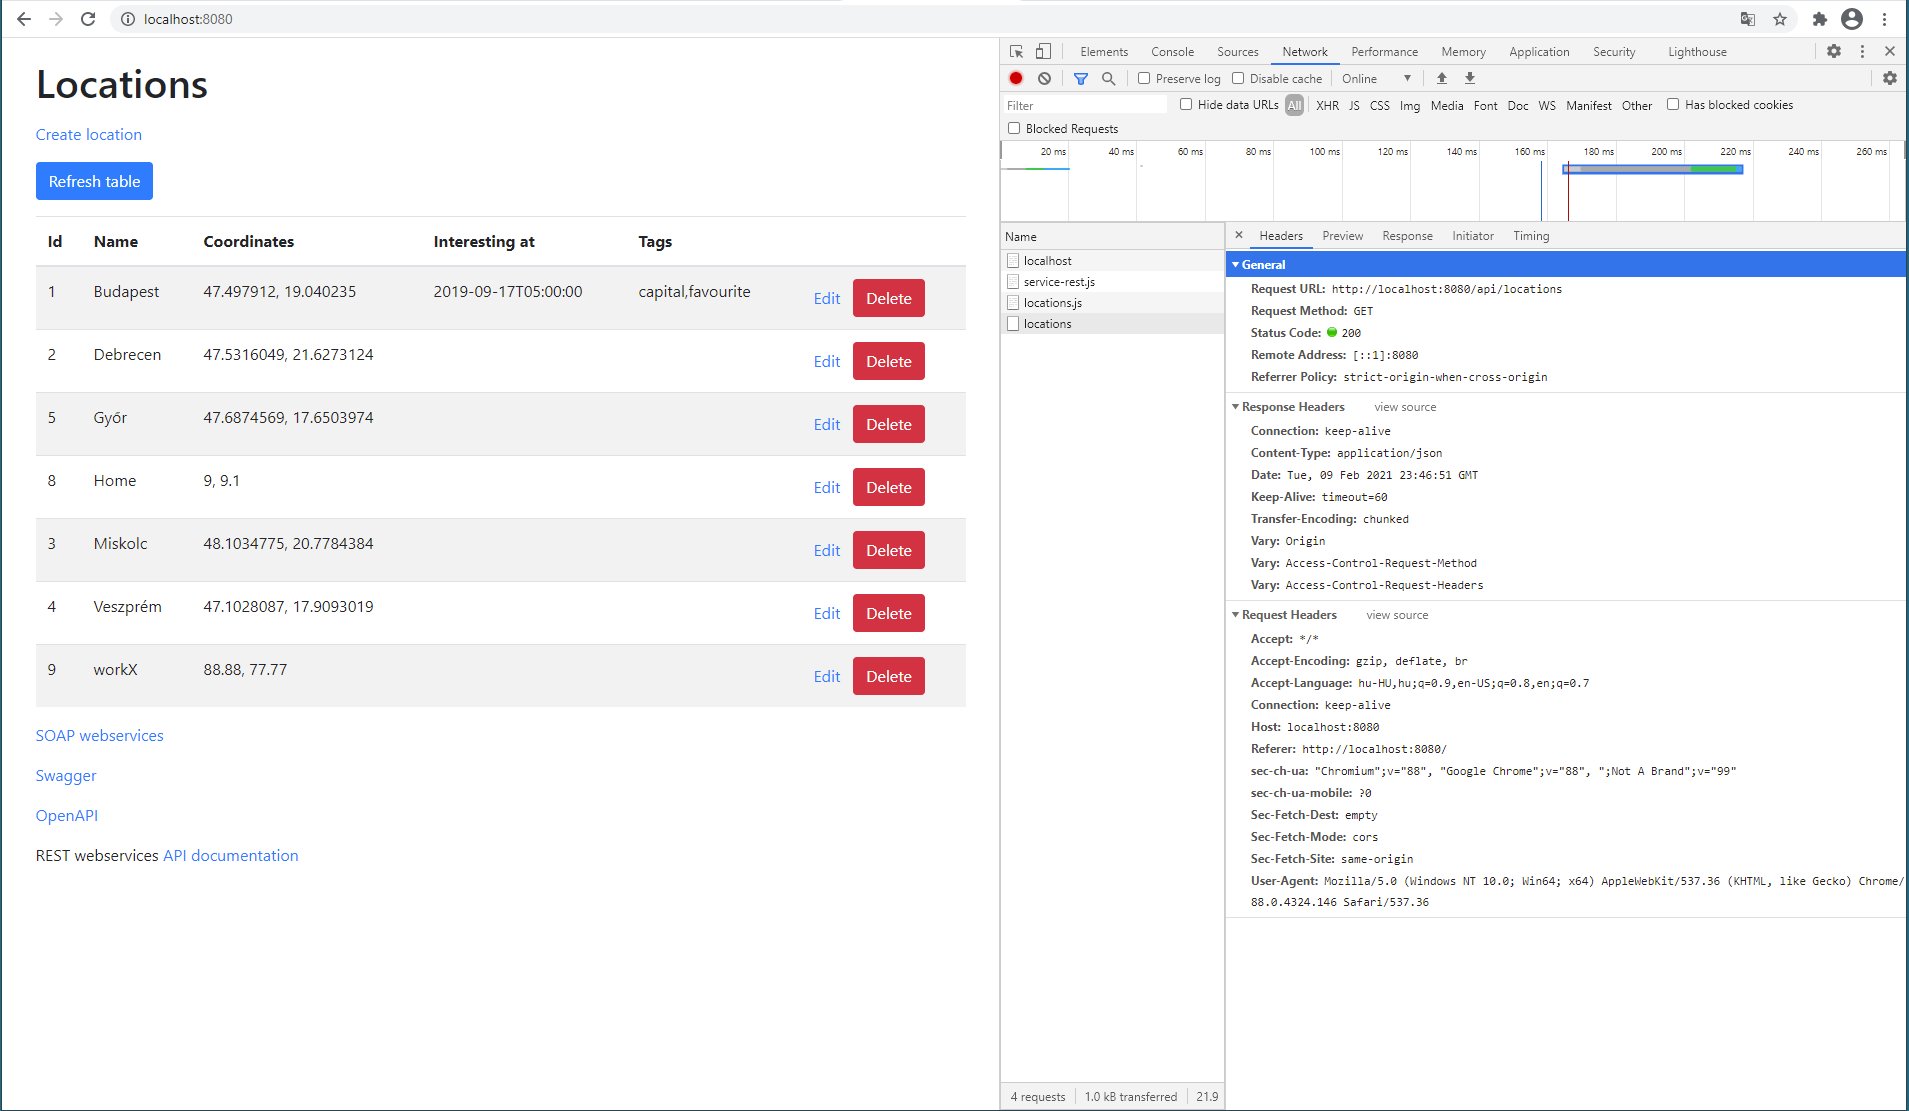 localhost:8080
Locations
Create location
Refresh table
Id Name Coordinates Interesting at Tags
1 Budapest 47.497912, 19.040235 2019-09-17T05:00:00 capital,favourite Edit Delete
2 Debrecen 47.5316049, 21.6273124 Edit Delete
5 Győr 47.6874569, 17.6503974 Edit Delete
8 Home 9, 9.1 Edit Delete
3 Miskolc 48.1034775, 20.7784384 Edit Delete
4 Veszprém 47.1028087, 17.9093019 Edit Delete
9 workX 88.88, 77.77 Edit Delete
SOAP webservices
Swagger
OpenAPI
REST webservices API documentation
Elements Console Sources Network Performance Memory Application Security Lighthouse
Preserve log Disable cache Online
Filter Hide data URLs All XHR JS CSS Img Media Font Doc WS Manifest Other Has blocked cookies
Blocked Requests
20 ms 40 ms 60 ms 80 ms 100 ms 120 ms 140 ms 160 ms 180 ms 200 ms 220 ms 240 ms 260 ms
Name
localhost
service-rest.js
locations.js
locations
4 requests 1.0 kB transferred 21.9
Headers Preview Response Initiator Timing
General
Request URL: http://localhost:8080/api/locations
Request Method: GET
Status Code: 200
Remote Address: [::1]:8080
Referrer Policy: strict-origin-when-cross-origin
Response Headers view source
Connection: keep-alive
Content-Type: application/json
Date: Tue, 09 Feb 2021 23:46:51 GMT
Keep-Alive: timeout=60
Transfer-Encoding: chunked
Vary: Origin
Vary: Access-Control-Request-Method
Vary: Access-Control-Request-Headers
Request Headers view source
Accept: */*
Accept-Encoding: gzip, deflate, br
Accept-Language: hu-HU,hu;q=0.9,en-US;q=0.8,en;q=0.7
Connection: keep-alive
Host: localhost:8080
Referer: http://localhost:8080/
sec-ch-ua: "Chromium";v="88", "Google Chrome";v="88", ";Not A Brand";v="99"
sec-ch-ua-mobile: ?0
Sec-Fetch-Dest: empty
Sec-Fetch-Mode: cors
Sec-Fetch-Site: same-origin
User-Agent: Mozilla/5.0 (Windows NT 10.0; Win64; x64) AppleWebKit/537.36 (KHTML, like Gecko) Chrome/
88.0.4324.146 Safari/537.36